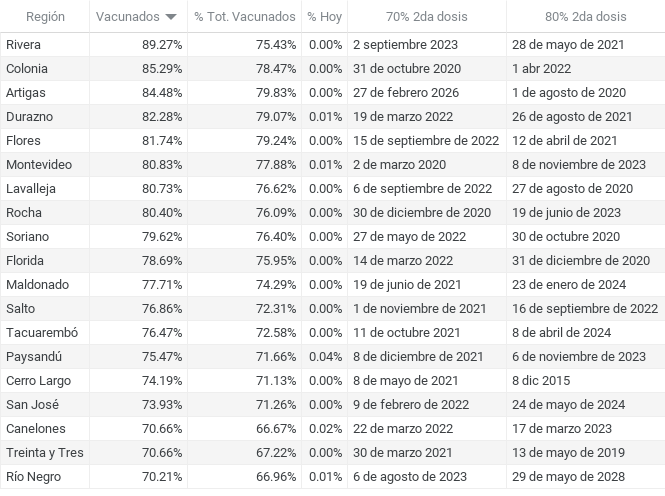 Región Vacunados % Tot. Vacunados % Hoy 70% 2da dosis 80% 2da dosis
Rivera 89.27% 75.43% 0.00% 2 septiembre 2023 28 de mayo de 2021
Colonia 85.29% 78.47% 0.00% 31 de octubre 2020 1 abr 2022
Artigas 84.48% 79.83% 0.00% 27 de febrero 2026 1 de agosto de 2020
Durazno 82.28% 79.07% 0.01% 19 de marzo 2022 26 de agosto de 2021
Flores 81.74% 79.24% 0.00% 15 de septiembre de 2022 12 de abril de 2021
Montevideo 80.83% 77.88% 0.01% 2 de marzo 2020 8 de noviembre de 2023
Lavalleja 80.73% 76.62% 0.00% 6 de septiembre de 2022 27 de agosto de 2020
Rocha 80.40% 76.09% 0.00% 30 de diciembre de 2020 19 de junio de 2023
Soriano 79.62% 76.40% 0.00% 27 de mayo de 2022 30 de octubre 2020
Florida 78.69% 75.95% 0.00% 14 de marzo 2022 31 de diciembre de 2020
Maldonado 77.71% 74.29% 0.00% 19 de junio de 2021 23 de enero de 2024
Salto 76.86% 72.31% 0.00% 1 de noviembre de 2021 16 de septiembre de 2022
Tacuarembó 76.47% 72.58% 0.00% 11 de octubre 2021 8 de abril de 2024
Paysandú 75.47% 71.66% 0.04% 8 de diciembre de 2021 6 de noviembre de 2023
Cerro Largo 74.19% 71.13% 0.00% 8 de mayo de 2021 8 dic 2015
San José 73.93% 71.26% 0.00% 9 de febrero de 2022 24 de mayo de 2024
Canelones 70.66% 66.67% 0.02% 22 de marzo 2022 17 de marzo 2023
Treinta y Tres 70.66% 67.22% 0.00% 30 de marzo 2021 13 de mayo de 2019
Río Negro 70.21% 66.96% 0.01% 6 de agosto de 2023 29 de mayo de 2028